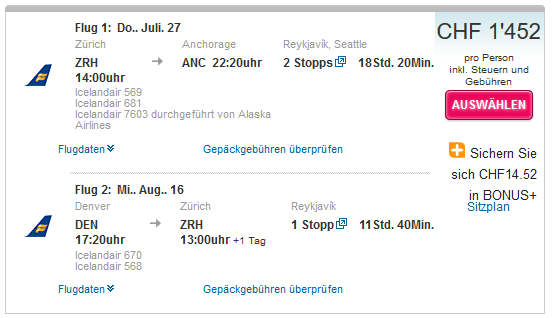 Flug 1: Do.. Juli. 27
Zürich Anchorage Reykjavík, Seattle
ZRH ANC 22:20uhr 2 Stopps 18Std. 20Min.
14:00uhr
Icelandair 569
Icelandair 681
Icelandair 7603 durchgeführt von Alaska
Airlines
Flugdaten Gepäckgebühren überprüfen
Flug 2: Mi.. Aug.. 16
Denver Zürich Reykjavík
DEN ZRH 1 Stopp 11Std. 40Min.
17:20uhr 13:00uhr +1 Tag
Icelandair 670
Icelandair 568
Flugdaten Gepäckgebühren überprüfen
CHF 1'452
pro Person
inkl. Steuern und
Gebühren
AUSWÄHLEN
Sichern Sie
sich CHF14.52
in BONUS+
Sitzplan